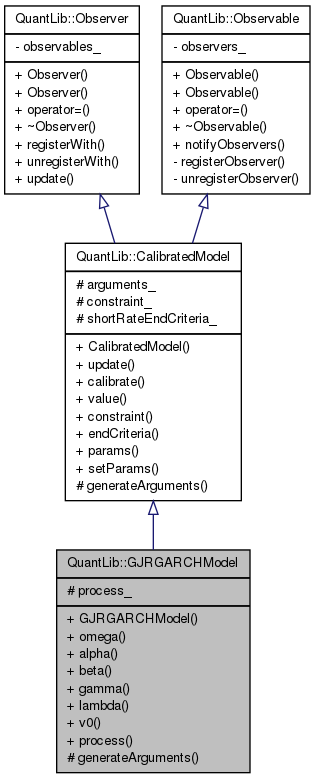 QuantLib::Observer
- observables_
+ Observer()
+ Observer()
+ operator=()
+ ~Observer()
+ registerWith()
+ unregisterWith()
+ update()
QuantLib::Observable
- observers_
+ Observable()
+ Observable()
+ operator=()
+ ~Observable()
+ notifyObservers()
- registerObserver()
- unregisterObserver()
QuantLib::CalibratedModel
# arguments_
# constraint_
# shortRateEndCriteria_
+ CalibratedModel()
+ update()
+ calibrate()
+ value()
+ constraint()
+ endCriteria()
+ params()
+ setParams()
# generateArguments()
QuantLib::GJRGARCHModel
# process_
+ GJRGARCHModel()
+ omega()
+ alpha()
+ beta()
+ gamma()
+ lambda()
+ v0()
+ process()
# generateArguments()